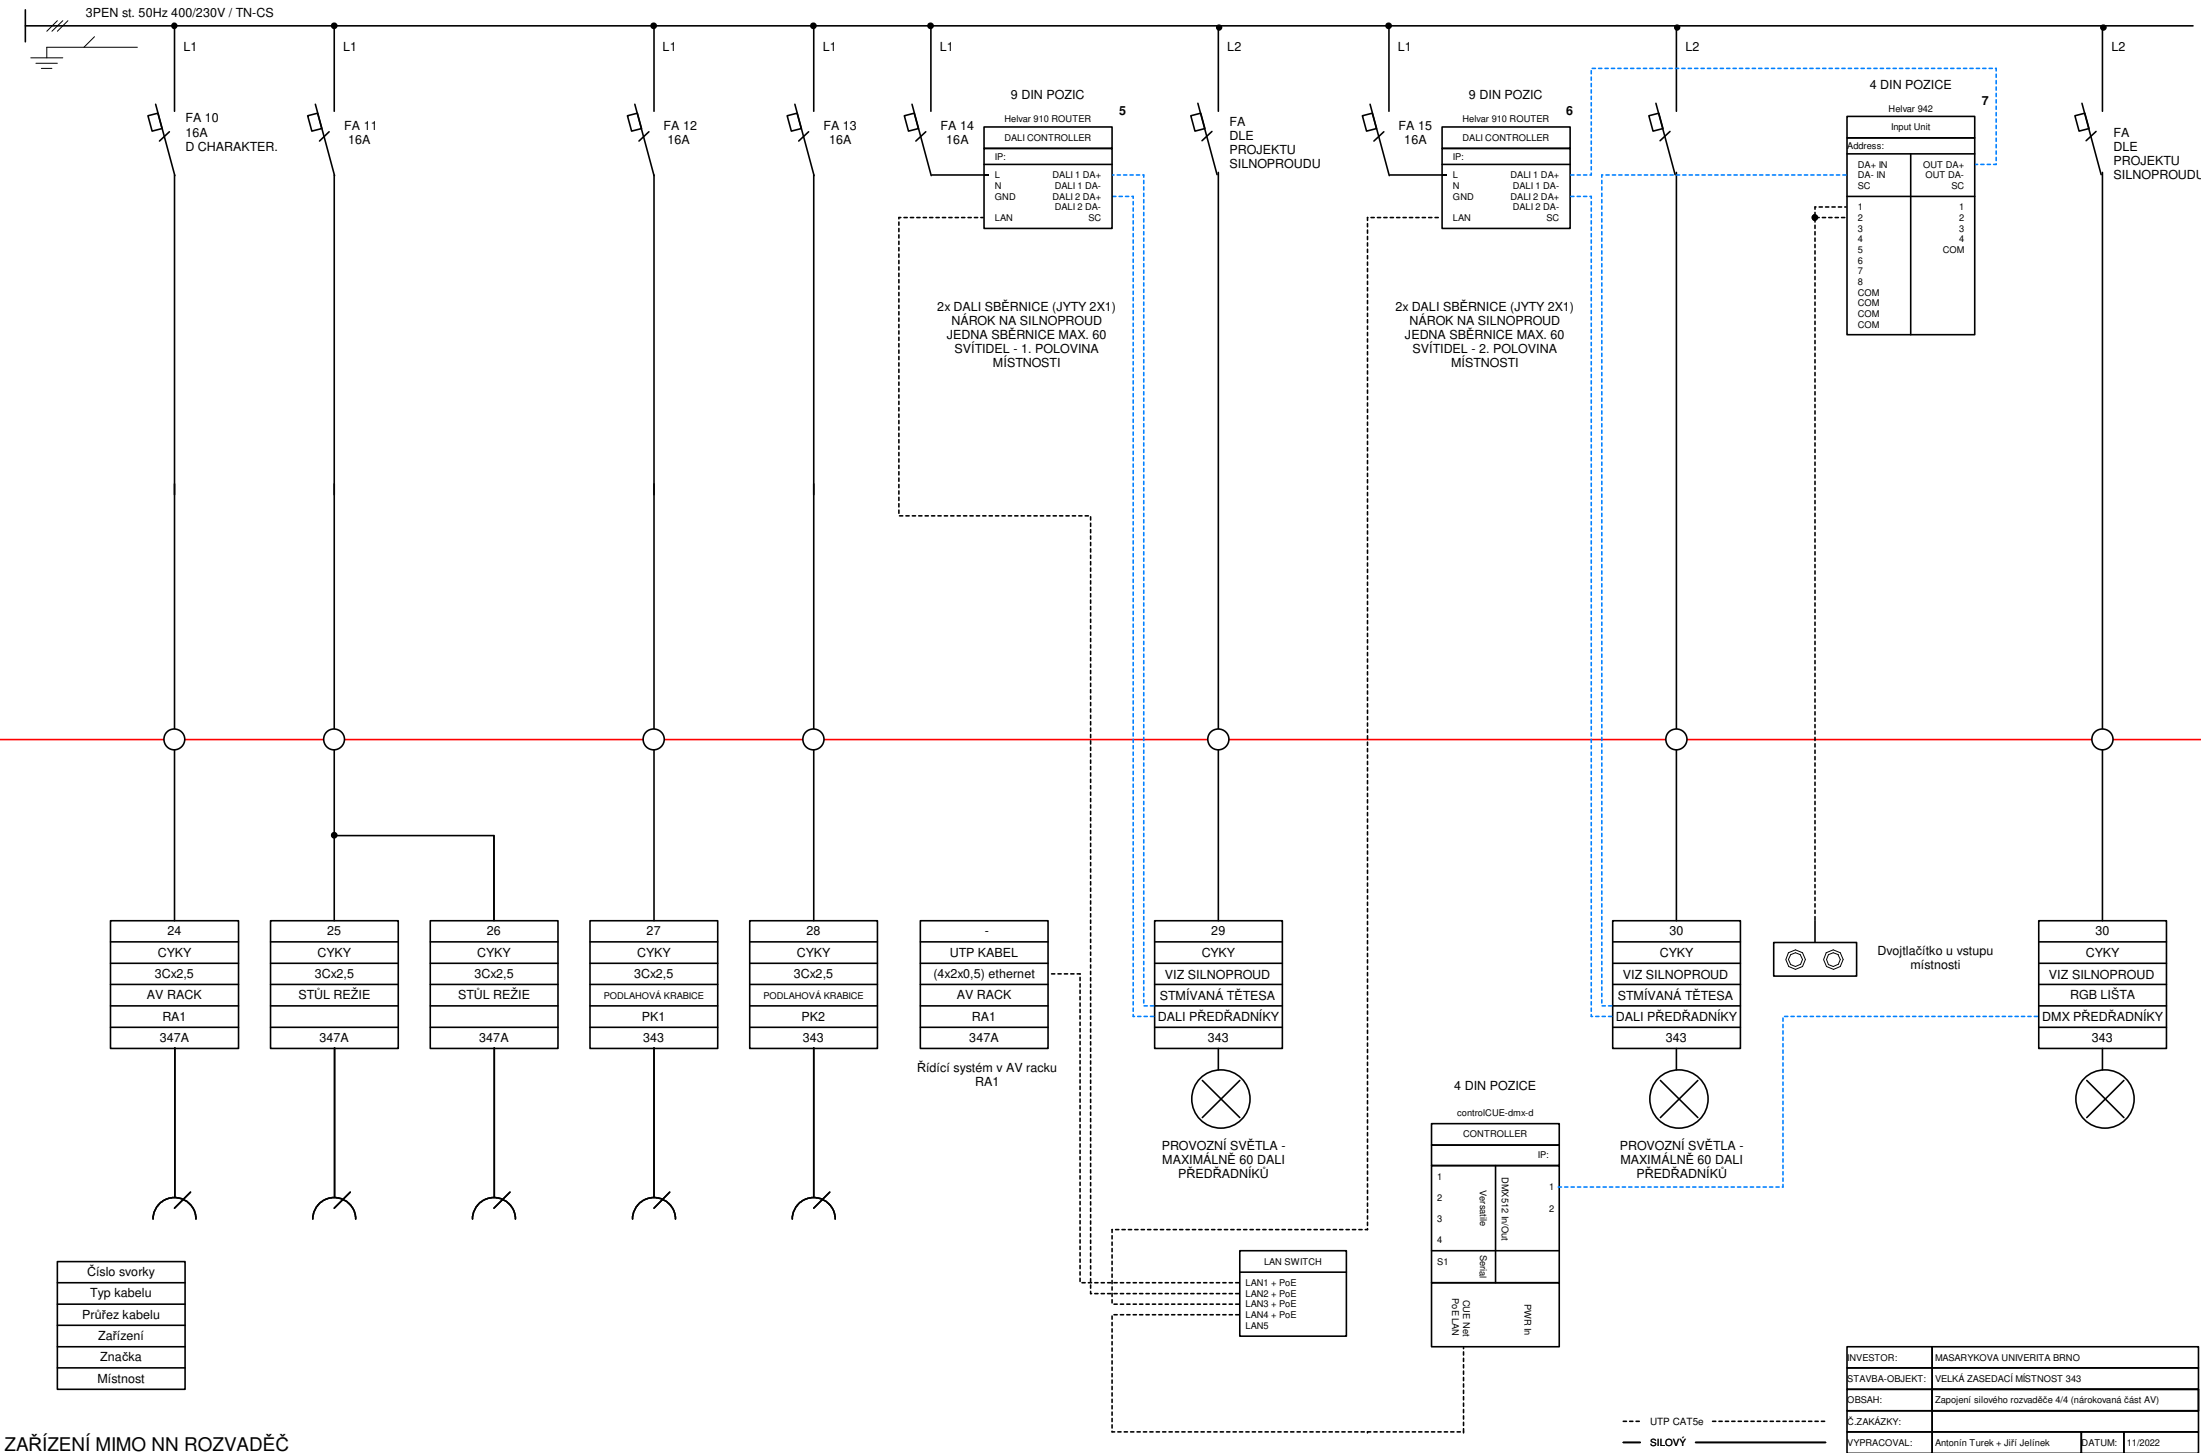 3PEN st. 50Hz 400/230V / TN-CS
L1
L1
L1
L1
L1
L2
L1
L2
L2
FA 10
16A
D CHARAKTER.
FA 11
16A
FA 12
16A
FA 13
16A
FA 14
16A
9 DIN POZIC
5
Helvar 910 ROUTER
DALI CONTROLLER
IP:
L DALI 1 DA+
N DALI 1 DA-
GND DALI 2 DA+
DALI 2 DA-
LAN SC
2x DALI SBĚRNICE (JYTY 2X1)
NÁROK NA SILNOPROUD
JEDNA SBĚRNICE MAX. 60
SVÍTIDEL - 1. POLOVINA
MÍSTNOSTI
FA
DLE
PROJEKTU
SILNOPROUDU
FA 15
16A
9 DIN POZIC
6
Helvar 910 ROUTER
DALI CONTROLLER
IP:
L DALI 1 DA+
N DALI 1 DA-
GND DALI 2 DA+
DALI 2 DA-
LAN SC
2x DALI SBĚRNICE (JYTY 2X1)
NÁROK NA SILNOPROUD
JEDNA SBĚRNICE MAX. 60
SVÍTIDEL - 2. POLOVINA
MÍSTNOSTI
4 DIN POZICE
7
Helvar 942
Input Unit
Address:
DA+ IN OUT DA+
DA- IN OUT DA-
SC SC
1 1
2 2
3 3
4 4
5 COM
6
7
8
COM
COM
COM
COM
FA
DLE
PROJEKTU
SILNOPROUDU
24
CYKY
3Cx2,5
AV RACK
RA1
347A
25
CYKY
3Cx2,5
STŮL REŽIE
347A
26
CYKY
3Cx2,5
STŮL REŽIE
347A
27
CYKY
3Cx2,5
PODLAHOVÁ KRABICE
PK1
343
28
CYKY
3Cx2,5
PODLAHOVÁ KRABICE
PK2
343
-
UTP KABEL
(4x2x0,5) ethernet
AV RACK
RA1
347A
Řídící systém v AV racku
RA1
29
CYKY
VIZ SILNOPROUD
STMÍVANÁ TĚTESA
DALI PŘEDŘADNÍKY
343
PROVOZNÍ SVĚTLA -
MAXIMÁLNĚ 60 DALI
PŘEDŘADNÍKŮ
30
CYKY
VIZ SILNOPROUD
STMÍVANÁ TĚTESA
DALI PŘEDŘADNÍKY
343
PROVOZNÍ SVĚTLA -
MAXIMÁLNĚ 60 DALI
PŘEDŘADNÍKŮ
Dvojtlačítko u vstupu
místnosti
30
CYKY
VIZ SILNOPROUD
RGB LIŠTA
DMX PŘEDŘADNÍKY
343
4 DIN POZICE
controlCUE-dmx-d
CONTROLLER
IP:
1
2
3
4
Versatile
DMX512 In/Out
1
2
S1
Serial
CUE Net
PoE LAN
PWR In
LAN SWITCH
LAN1 + PoE
LAN2 + PoE
LAN3 + PoE
LAN4 + PoE
LAN5
Číslo svorky
Typ kabelu
Průřez kabelu
Zařízení
Značka
Místnost
ZAŘÍZENÍ MIMO NN ROZVADĚČ
UTP CAT5e
SILOVÝ
INVESTOR: MASARYKOVA UNIVERITA BRNO
STAVBA-OBJEKT: VELKÁ ZASEDACÍ MÍSTNOST 343
OBSAH: Zapojení silového rozvaděče 4/4 (nárokovaná část AV)
Č.ZAKÁZKY:
VYPRACOVAL: Antonín Turek + Jiří Jelínek DATUM: 11/2022